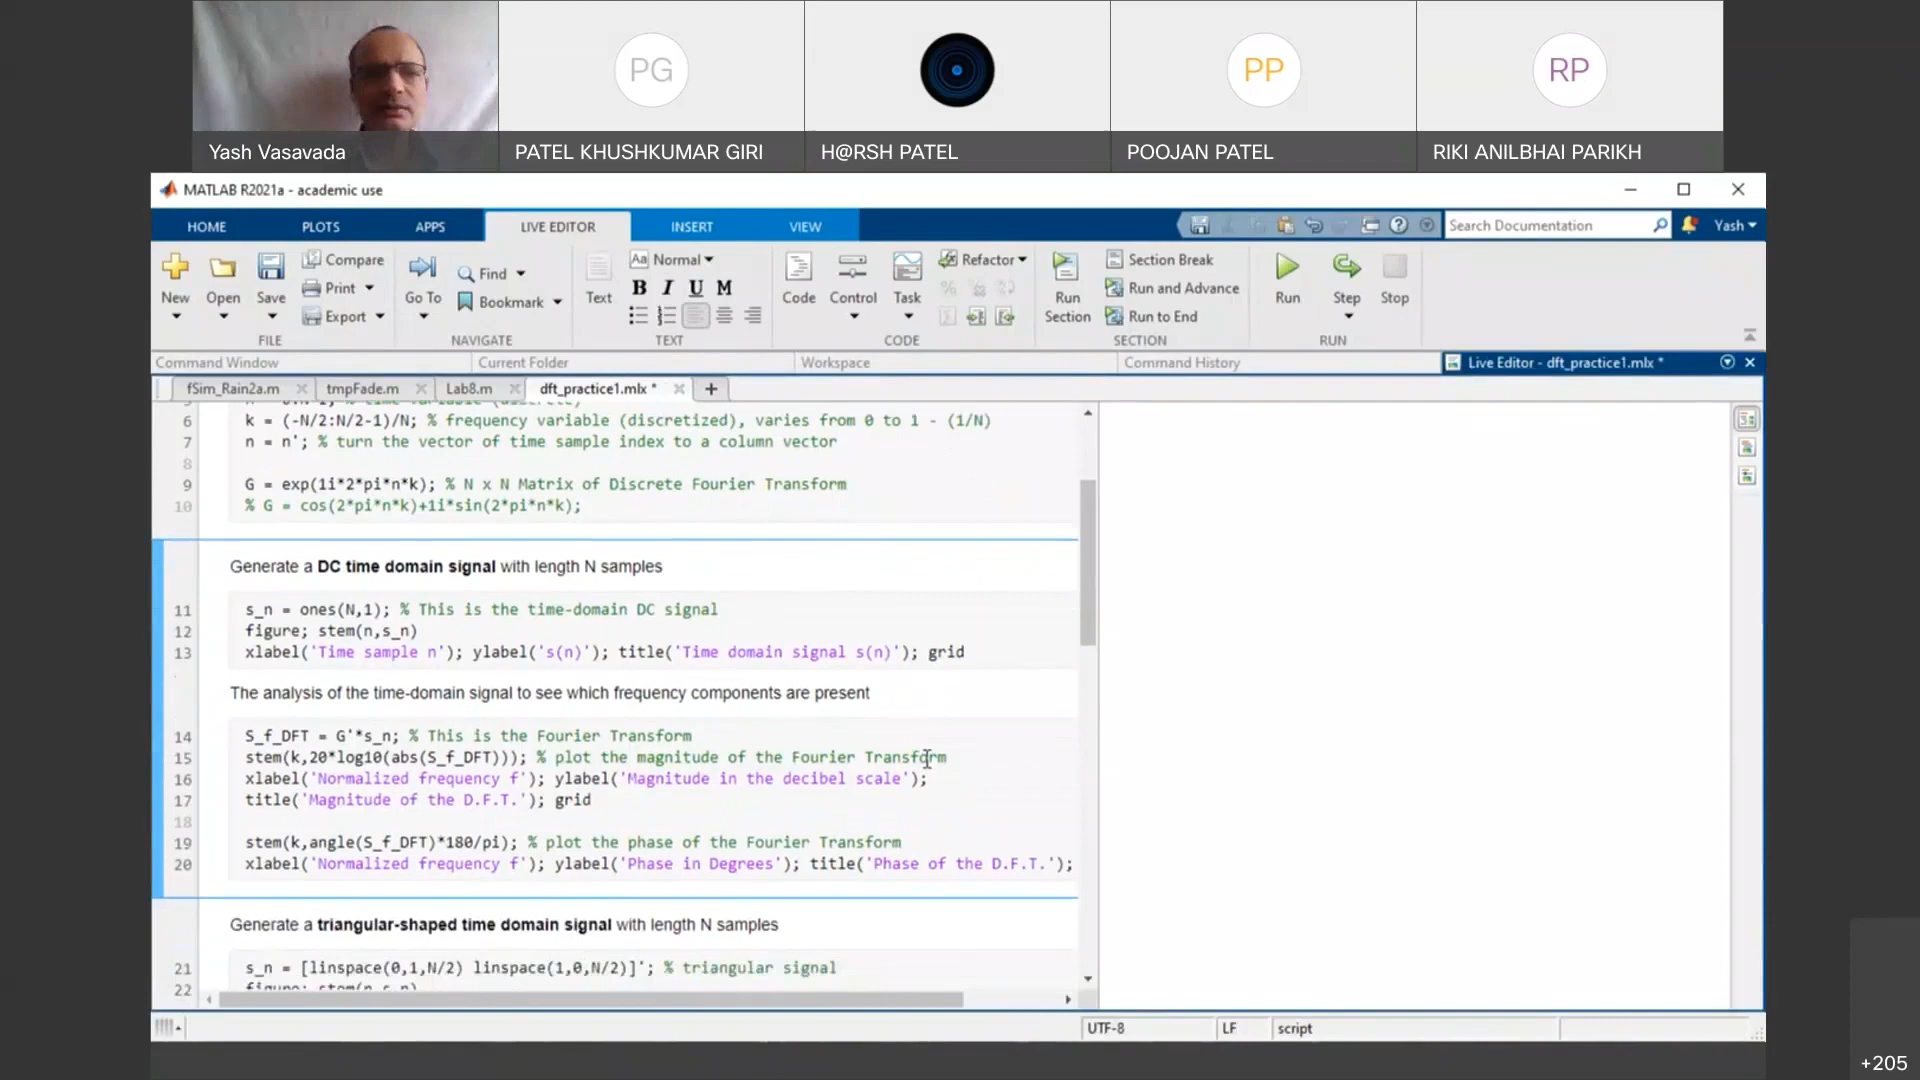 PG
PP
RP
Yash Vasavada
PATEL KHUSHKUMAR GIRI
H@RSH PATEL
POOJAN PATEL
RIKI ANILBHAI PARIKH
MATLAB R2021a - academic use
HOME PLOTS APPS LIVE EDITOR INSERT VIEW
Search Documentation
Yash
New
Open
Save
Compare
Print
Export
FILE
Go To
Find
Bookmark
NAVIGATE
Text
Aa Normal
B I U M
TEXT
Code
Control
Task
Refactor
CODE
Run Section
Section Break
Run and Advance
Run to End
SECTION
Run
Step
Stop
RUN
Command Window
Current Folder
Workspace
Command History
Live Editor - dft_practice1.mlx *
fSim_Rain2a.m
tmpFade.m
Lab8.m
dft_practice1.mlx *
6 k = (-N/2:N/2-1)/N; % frequency variable (discretized), varies from 0 to 1 - (1/N)
7 n = n'; % turn the vector of time sample index to a column vector
8
9 G = exp(1i*2*pi*n*k); % N x N Matrix of Discrete Fourier Transform
10 % G = cos(2*pi*n*k)+1i*sin(2*pi*n*k);
Generate a DC time domain signal with length N samples
11 s_n = ones(N,1); % This is the time-domain DC signal
12 figure; stem(n,s_n)
13 xlabel('Time sample n'); ylabel('s(n)'); title('Time domain signal s(n)'); grid
The analysis of the time-domain signal to see which frequency components are present
14 S_f_DFT = G'*s_n; % This is the Fourier Transform
15 stem(k,20*log10(abs(S_f_DFT))); % plot the magnitude of the Fourier Transform
16 xlabel('Normalized frequency f'); ylabel('Magnitude in the decibel scale');
17 title('Magnitude of the D.F.T.'); grid
18
19 stem(k,angle(S_f_DFT)*180/pi); % plot the phase of the Fourier Transform
20 xlabel('Normalized frequency f'); ylabel('Phase in Degrees'); title('Phase of the D.F.T.');
Generate a triangular-shaped time domain signal with length N samples
21 s_n = [linspace(0,1,N/2) linspace(1,0,N/2)]'; % triangular signal
22
UTF-8
LF
script
+205